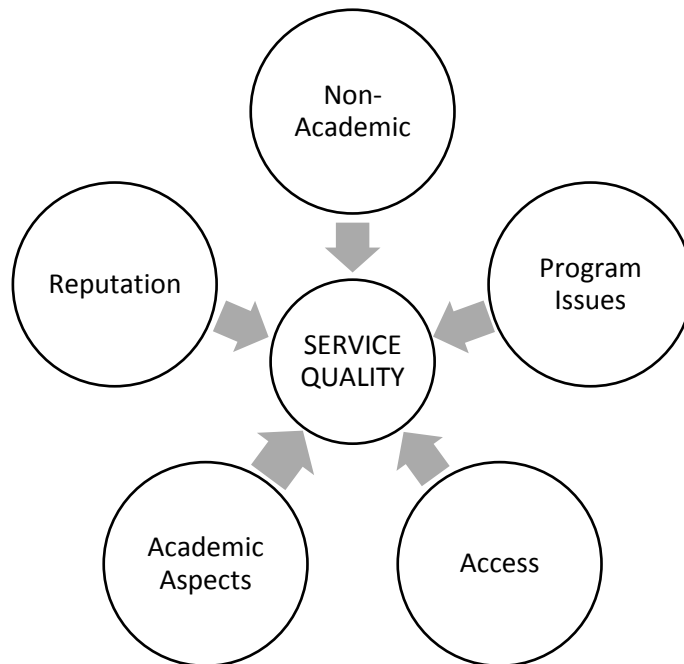 Non-
Academic
Reputation
Program
Issues
SERVICE
QUALITY
Academic
Aspects
Access